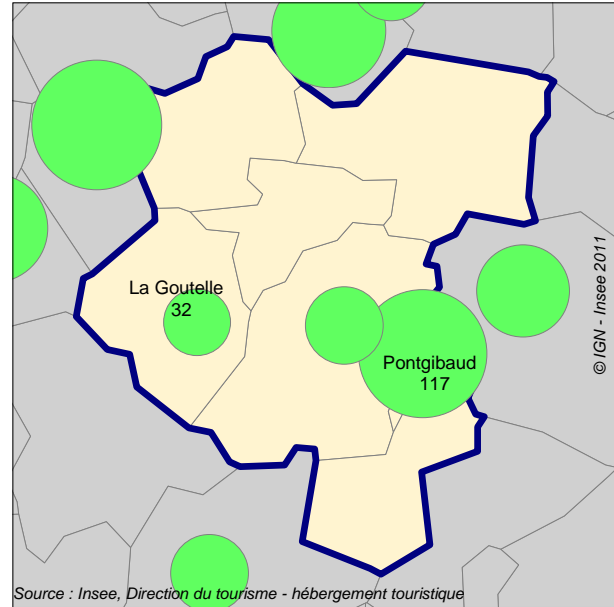 La Goutelle
32
Pontgibaud
117
© IGN - Insee 2011
Source : Insee, Direction du tourisme - hébergement touristique